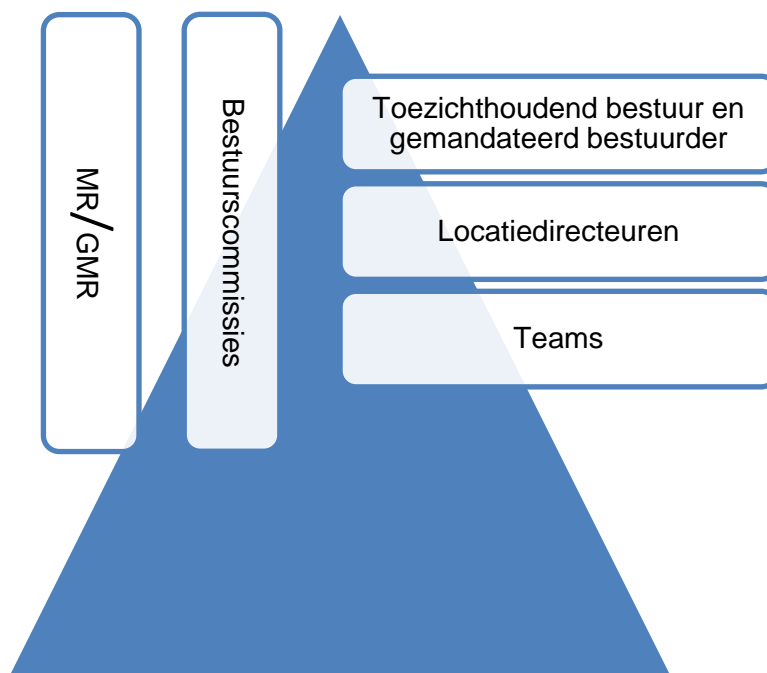 MR/GMR
Bestuurscommissies
Toezichthoudend bestuur en
gemandateerd bestuurder
Locatiedirecteuren
Teams